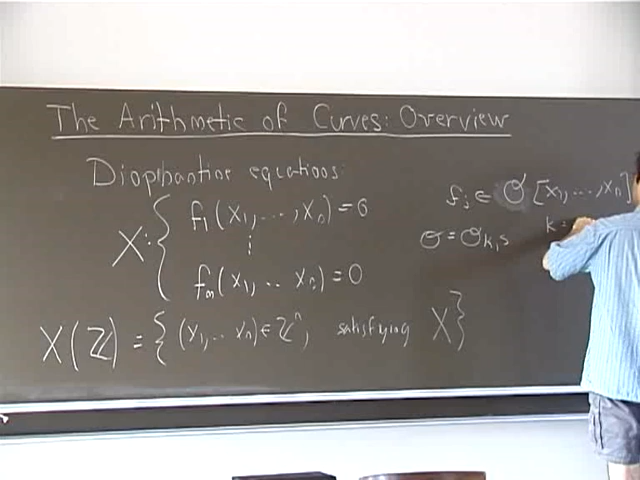 The Arithmetic of Curves: Overview
Diophantine equations:
X: { f₁(x₁,...,xₙ)=0
⋮
fₘ(x₁,.. xₙ)=0
X(ℤ) = { (x₁,.. xₙ)∈ℤⁿ satisfying X }
fⱼ ∈ 𝒪[x₁,...,xₙ]
𝒪 = 𝒪ₖ,ₛ
k =